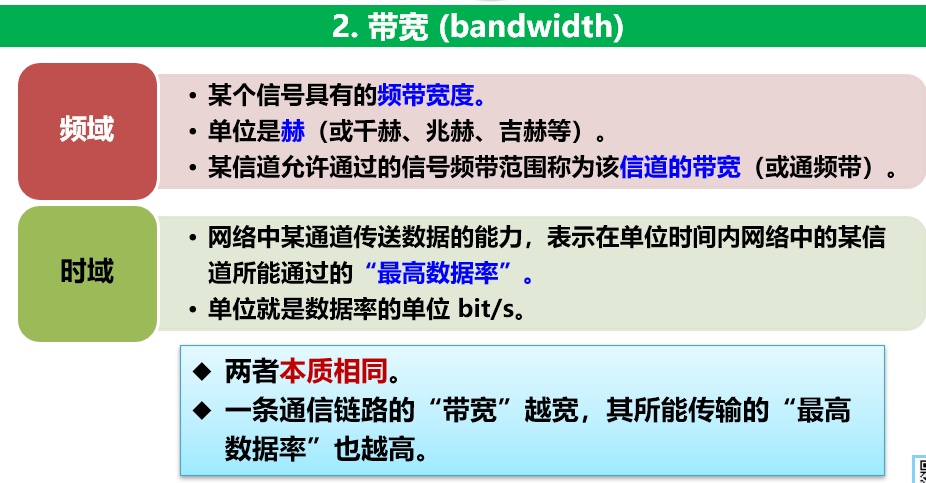 2. 带宽 (bandwidth)
频域
• 某个信号具有的频带宽度。
• 单位是赫（或千赫、兆赫、吉赫等）。
• 某信道允许通过的信号频带范围称为该信道的带宽（或通频带）。
时域
• 网络中某通道传送数据的能力，表示在单位时间内网络中的某信
道所能通过的“最高数据率”。
• 单位就是数据率的单位 bit/s。
◆ 两者本质相同。
◆ 一条通信链路的“带宽”越宽，其所能传输的“最高
数据率”也越高。